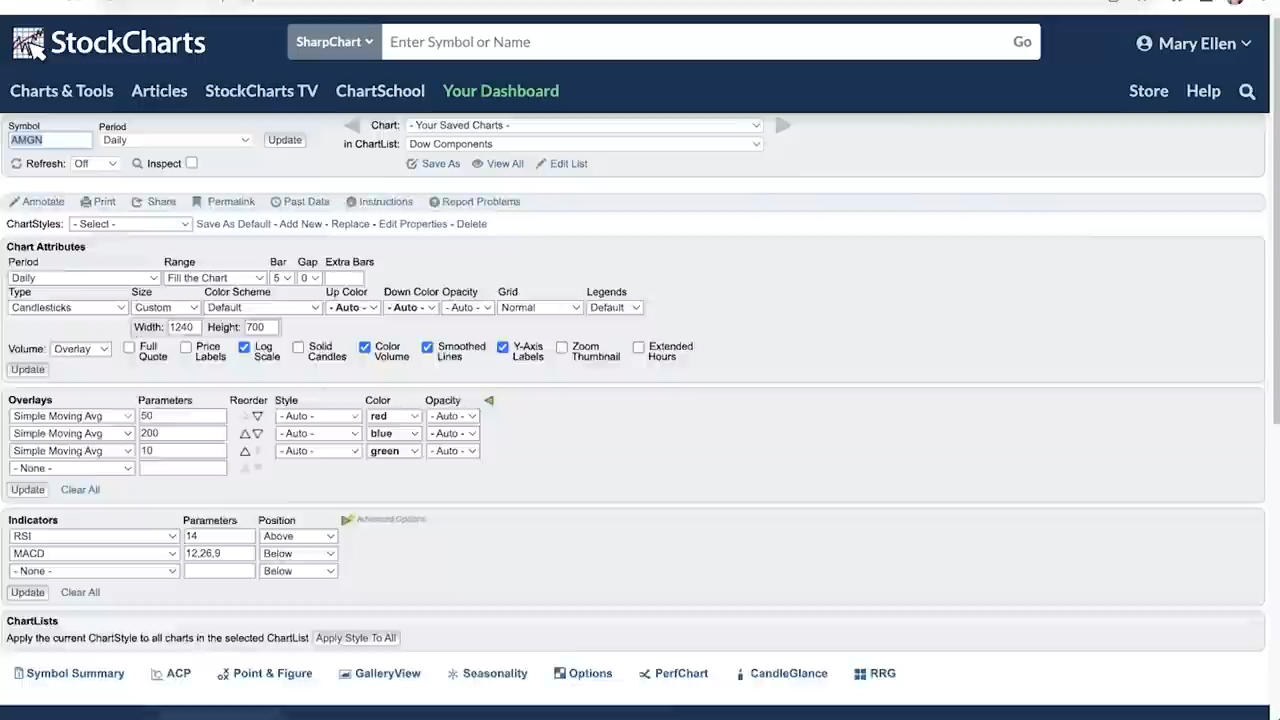 StockCharts
SharpChart
Enter Symbol or Name
Go
Mary Ellen
Charts & Tools
Articles
StockCharts TV
ChartSchool
Your Dashboard
Store
Help
Symbol
Period
AMGN
Daily
Update
Refresh: Off
Inspect
Chart: - Your Saved Charts -
in ChartList: Dow Components
Save As
View All
Edit List
Annotate
Print
Share
Permalink
Past Data
Instructions
Report Problems
ChartStyles: - Select - Save As Default - Add New - Replace - Edit Properties - Delete
Chart Attributes
Period Range Bar Gap Extra Bars
Daily Fill the Chart 5 0
Type Size Color Scheme Up Color Down Color Opacity Grid Legends
Candlesticks Custom Default - Auto - - Auto - - Auto - Normal Default
Width: 1240 Height: 700
Volume: Overlay Full Quote Price Labels Log Scale Solid Candles Color Volume Smoothed Lines Y-Axis Labels Zoom Thumbnail Extended Hours
Update
Overlays Parameters Reorder Style Color Opacity
Simple Moving Avg 50 - Auto - red - Auto -
Simple Moving Avg 200 - Auto - blue - Auto -
Simple Moving Avg 10 - Auto - green - Auto -
- None -
Update Clear All
Indicators Parameters Position Advanced Options
RSI 14 Above
MACD 12,26,9 Below
- None - Below
Update Clear All
ChartLists
Apply the current ChartStyle to all charts in the selected ChartList Apply Style To All
Symbol Summary ACP Point & Figure GalleryView Seasonality Options PerfChart CandleGlance RRG